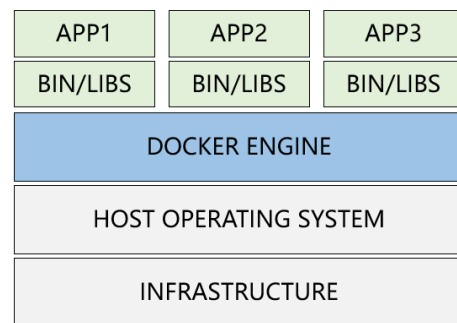 APP1 APP2 APP3
BIN/LIBS BIN/LIBS BIN/LIBS
DOCKER ENGINE
HOST OPERATING SYSTEM
INFRASTRUCTURE